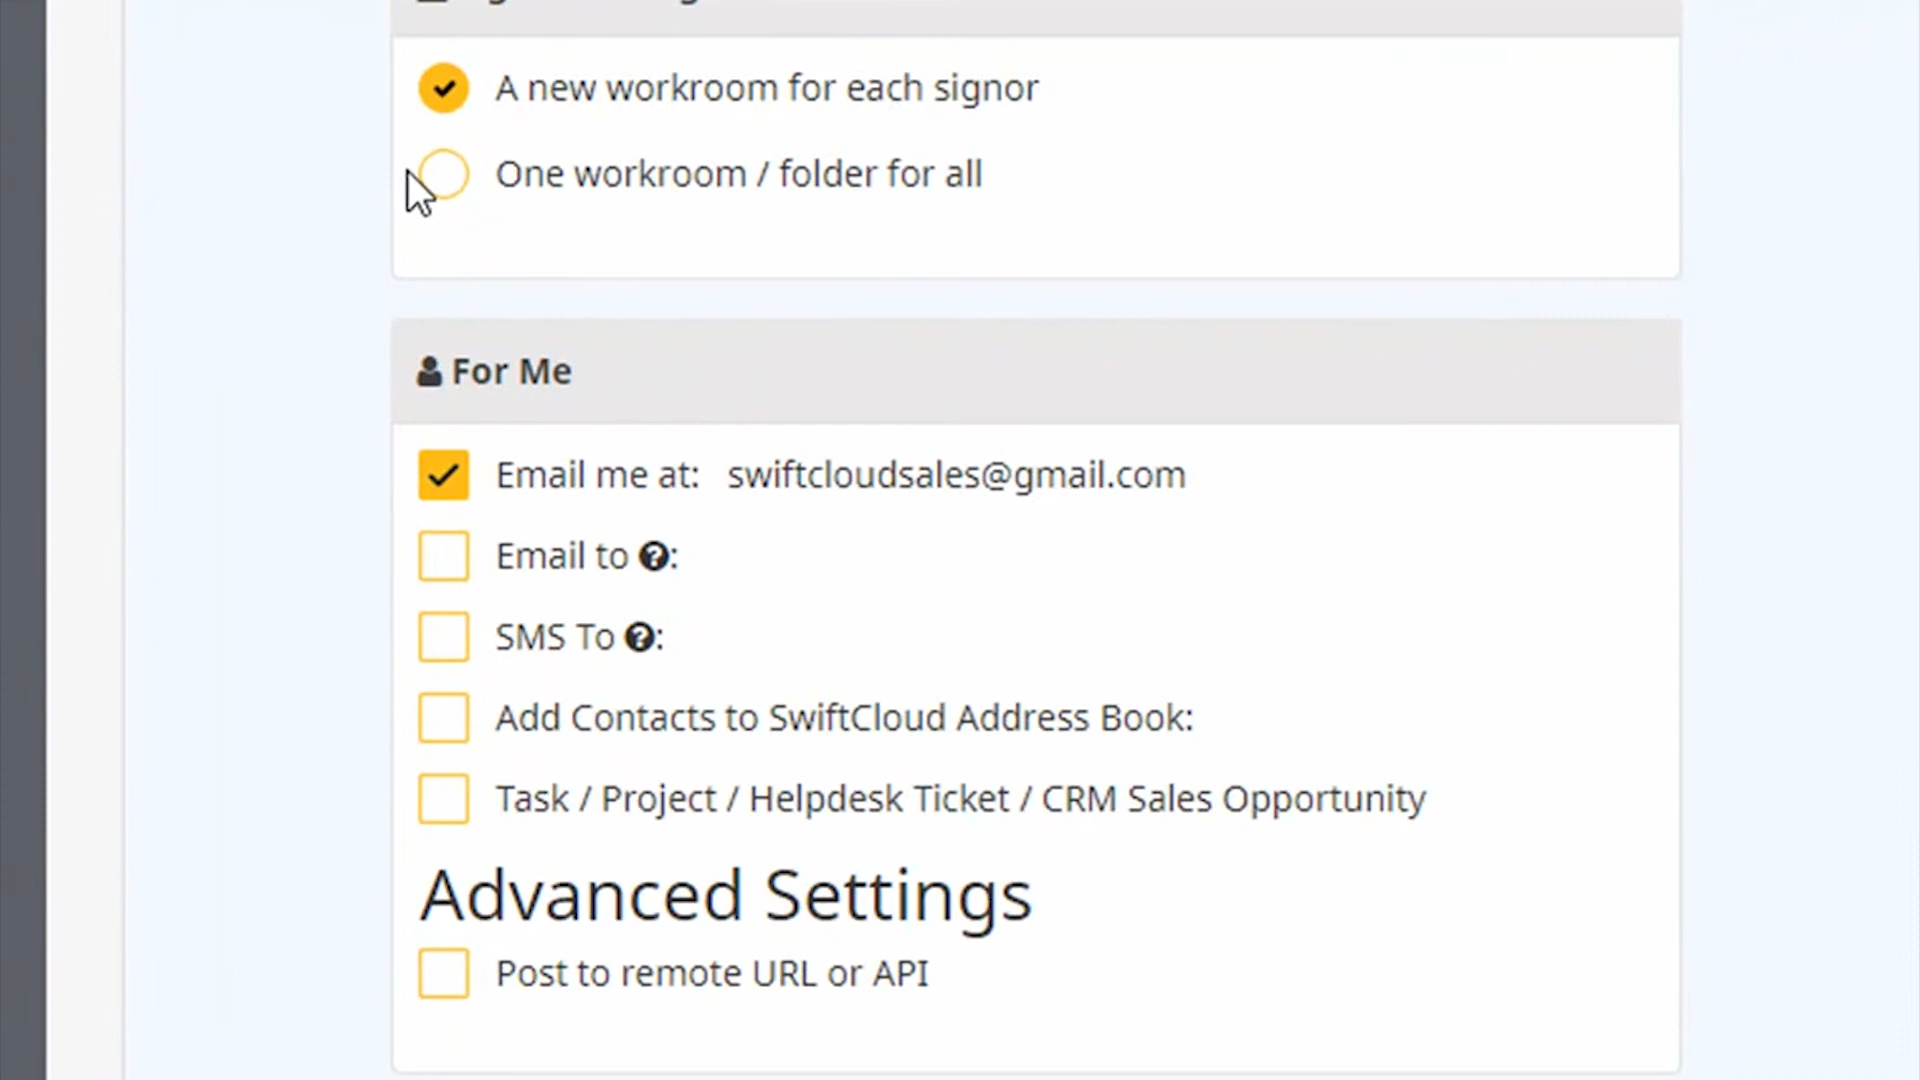 A new workroom for each signor
One workroom / folder for all
For Me
Email me at: swiftcloudsales@gmail.com
Email to ?:
SMS To ?:
Add Contacts to SwiftCloud Address Book:
Task / Project / Helpdesk Ticket / CRM Sales Opportunity
Advanced Settings
Post to remote URL or API